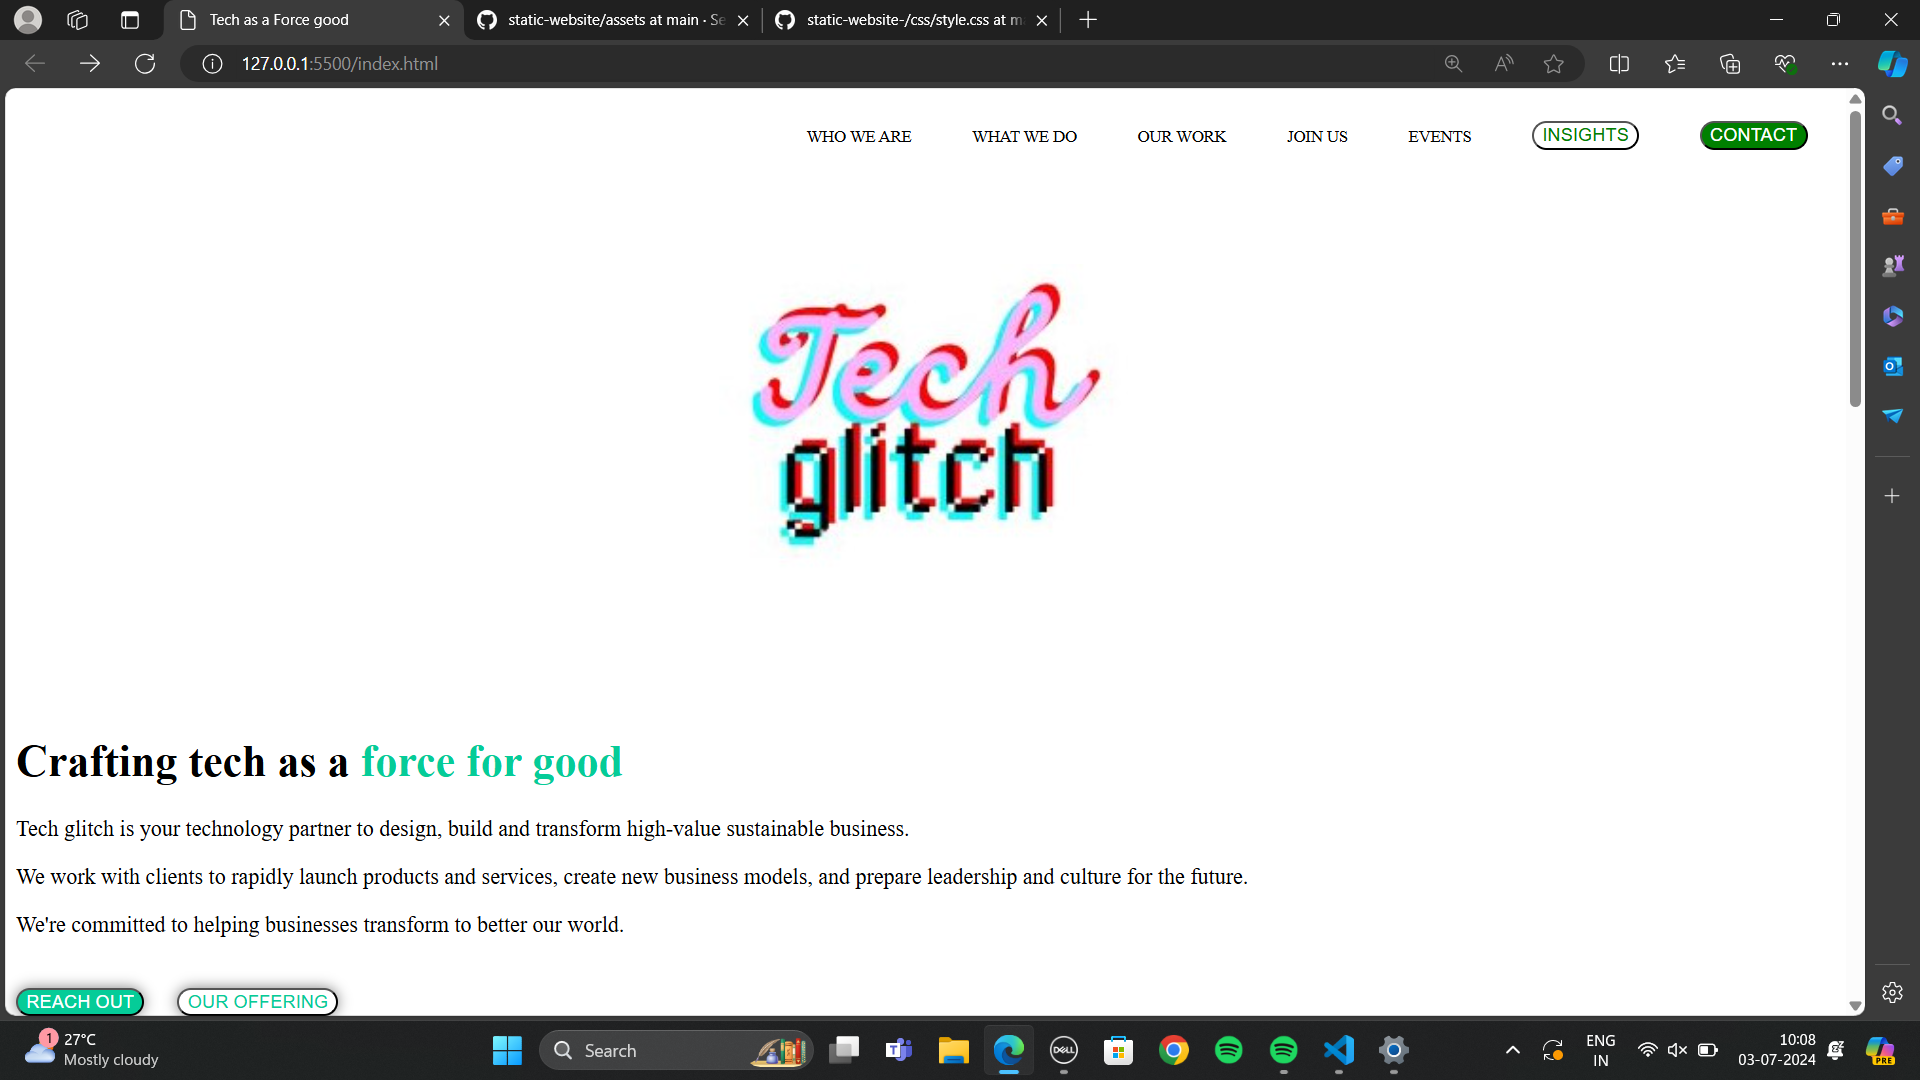 Tech as a Force good
static-website/assets at main · Se
static-website-/css/style.css at m
127.0.0.1:5500/index.html
WHO WE ARE WHAT WE DO OUR WORK JOIN US EVENTS INSIGHTS CONTACT
Tech
glitch
Crafting tech as a force for good
Tech glitch is your technology partner to design, build and transform high-value sustainable business.
We work with clients to rapidly launch products and services, create new business models, and prepare leadership and culture for the future.
We're committed to helping businesses transform to better our world.
REACH OUT OUR OFFERING
1
27°C
Mostly cloudy
Search
DELL
ENG
IN
10:08
03-07-2024
PRE